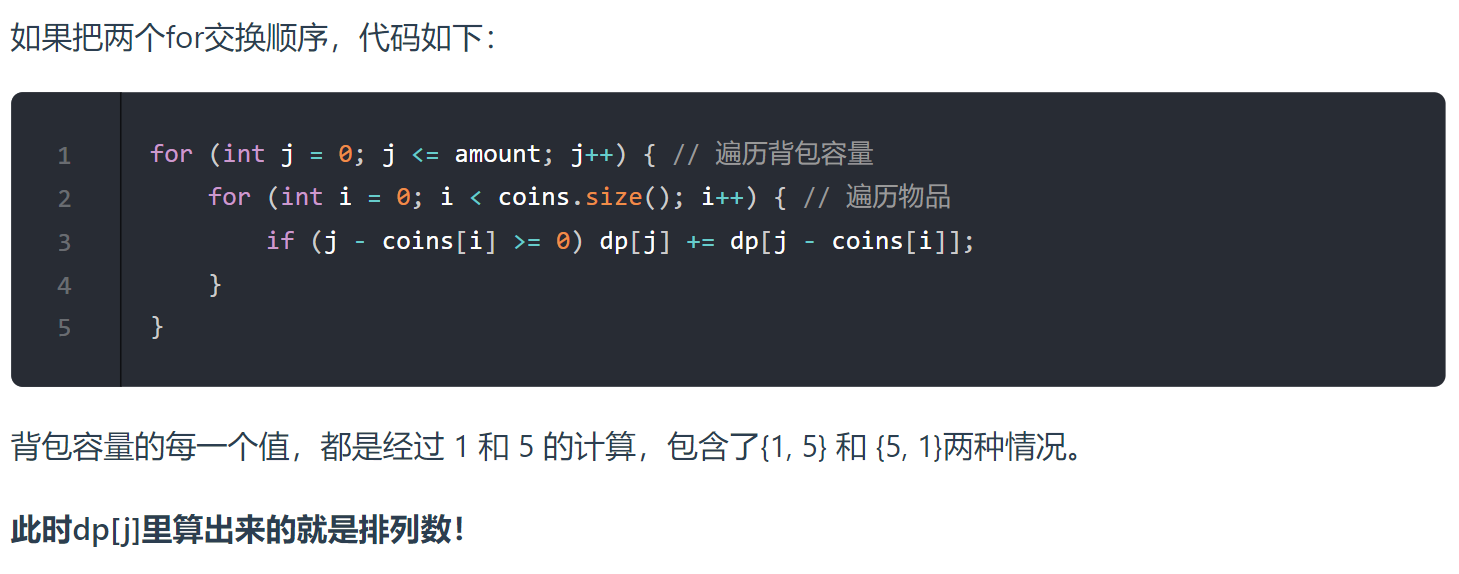 如果把两个for交换顺序，代码如下：
1 for (int j = 0; j <= amount; j++) { // 遍历背包容量
2     for (int i = 0; i < coins.size(); i++) { // 遍历物品
3         if (j - coins[i] >= 0) dp[j] += dp[j - coins[i]];
4     }
5 }
背包容量的每一个值，都是经过 1 和 5 的计算，包含了{1, 5} 和 {5, 1}两种情况。
此时dp[j]里算出来的就是排列数！